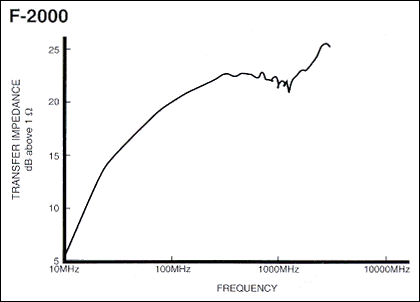 F-2000
TRANSFER IMPEDANCE
dB above 1 Ω
25
20
15
10
5
10MHz
100MHz
1000MHz
10000MHz
FREQUENCY